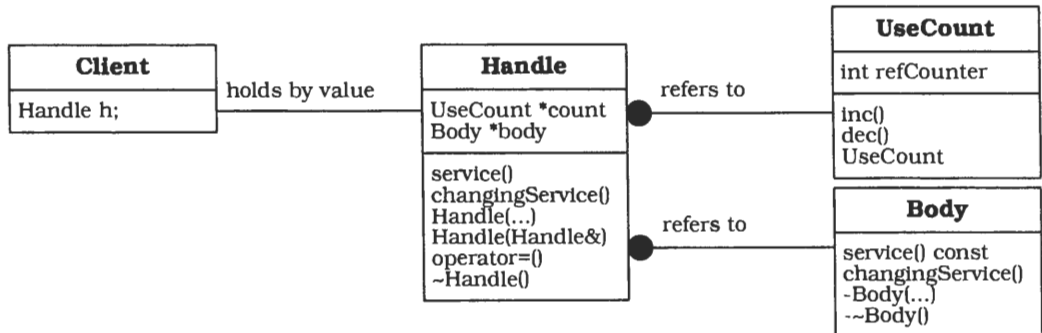 Client
Handle h;
holds by value
Handle
UseCount *count
Body *body
service()
changingService()
Handle(...)
Handle(Handle&)
operator=()
~Handle()
refers to
refers to
UseCount
int refCounter
inc()
dec()
UseCount
Body
service() const
changingService()
-Body(...)
-~Body()